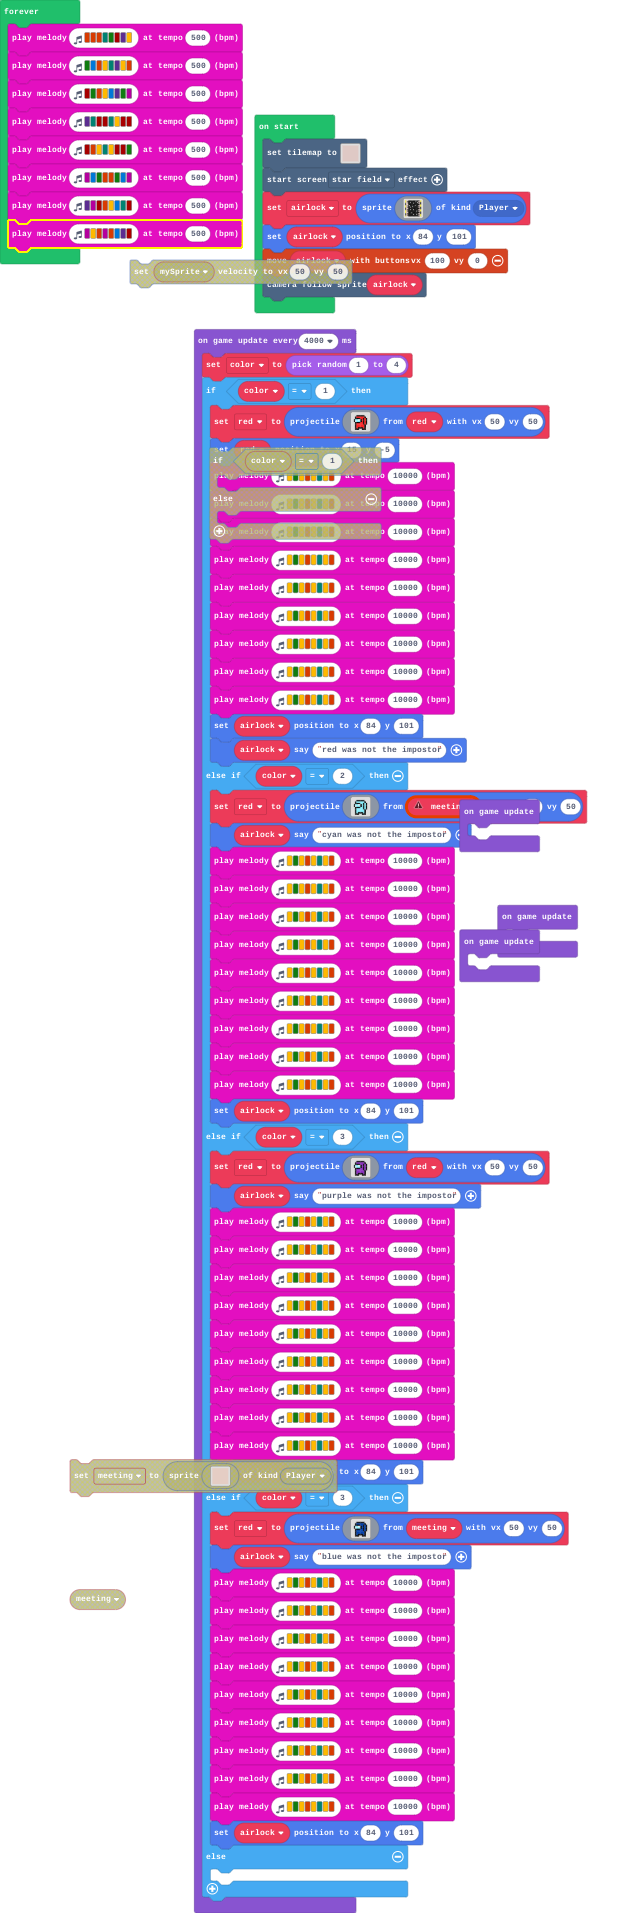 forever
play melody at tempo 500 (bpm)
play melody at tempo 500 (bpm)
play melody at tempo 500 (bpm)
play melody at tempo 500 (bpm)
play melody at tempo 500 (bpm)
play melody at tempo 500 (bpm)
play melody at tempo 500 (bpm)
play melody at tempo 500 (bpm)
on start
set tilemap to
start screen star field effect
set airlock to sprite of kind Player
set airlock position to x 84 y 101
move airlock with buttons vx 100 vy 0
camera follow sprite airlock
set mySprite velocity to vx 50 vy 50
on game update every 4000 ms
set color to pick random 1 to 4
if color = 1 then
set red to projectile from red with vx 50 vy 50
set
if color = 1 then
else
play melody at tempo 10000 (bpm)
at tempo 10000 (bpm)
play melody at tempo 10000 (bpm)
play melody at tempo 10000 (bpm)
play melody at tempo 10000 (bpm)
play melody at tempo 10000 (bpm)
play melody at tempo 10000 (bpm)
play melody at tempo 10000 (bpm)
play melody at tempo 10000 (bpm)
set airlock position to x 84 y 101
airlock say "red was not the impostor"
else if color = 2 then
set red to projectile from vy 50
airlock say "cyan was not the impostor"
play melody at tempo 10000 (bpm)
play melody at tempo 10000 (bpm)
play melody at tempo 10000 (bpm)
play melody at tempo 10000 (bpm)
play melody at tempo 10000 (bpm)
play melody at tempo 10000 (bpm)
play melody at tempo 10000 (bpm)
play melody at tempo 10000 (bpm)
play melody at tempo 10000 (bpm)
set airlock position to x 84 y 101
on game update
on game update
on game update
else if color = 3 then
set red to projectile from red with vx 50 vy 50
airlock say "purple was not the impostor"
play melody at tempo 10000 (bpm)
play melody at tempo 10000 (bpm)
play melody at tempo 10000 (bpm)
play melody at tempo 10000 (bpm)
play melody at tempo 10000 (bpm)
play melody at tempo 10000 (bpm)
play melody at tempo 10000 (bpm)
play melody at tempo 10000 (bpm)
play melody at tempo 10000 (bpm)
to x 84 y 101
set meeting to sprite of kind Player
else if color = 3 then
set red to projectile from meeting with vx 50 vy 50
airlock say "blue was not the impostor"
meeting
play melody at tempo 10000 (bpm)
play melody at tempo 10000 (bpm)
play melody at tempo 10000 (bpm)
play melody at tempo 10000 (bpm)
play melody at tempo 10000 (bpm)
play melody at tempo 10000 (bpm)
play melody at tempo 10000 (bpm)
play melody at tempo 10000 (bpm)
play melody at tempo 10000 (bpm)
set airlock position to x 84 y 101
else